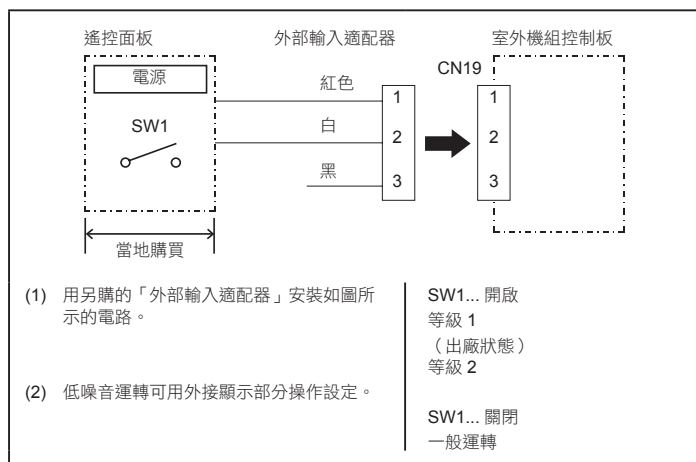 遙控面板
外部輸入適配器
室外機組控制板
電源
SW1
紅色
白
黑
1
2
3
CN19
1
2
3
當地購買
(1) 用另購的「外部輸入適配器」安裝如圖所
示的電路。
(2) 低噪音運轉可用外接顯示部分操作設定。
SW1... 開啟
等級 1
（出廠狀態）
等級 2
SW1... 關閉
一般運轉